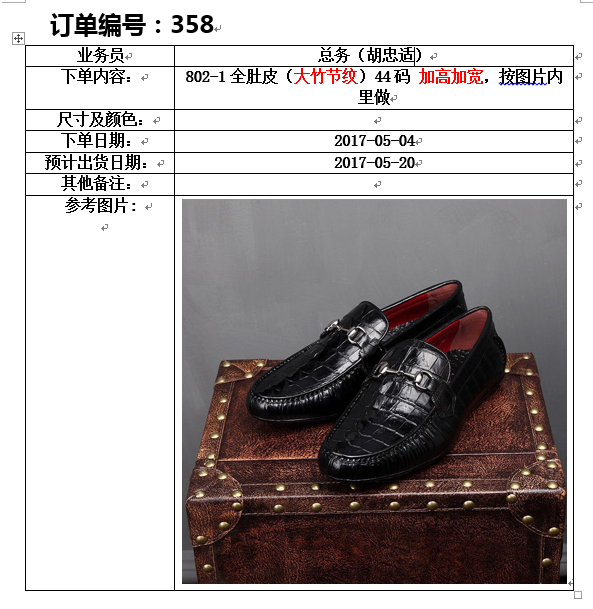 订单编号：358
业务员
总务（胡忠适）
下单内容：
802-1 全肚皮（大竹节纹）44 码 加高加宽，按图片内
里做
尺寸及颜色：
下单日期：
2017-05-04
预计出货日期：
2017-05-20
其他备注：
参考图片：